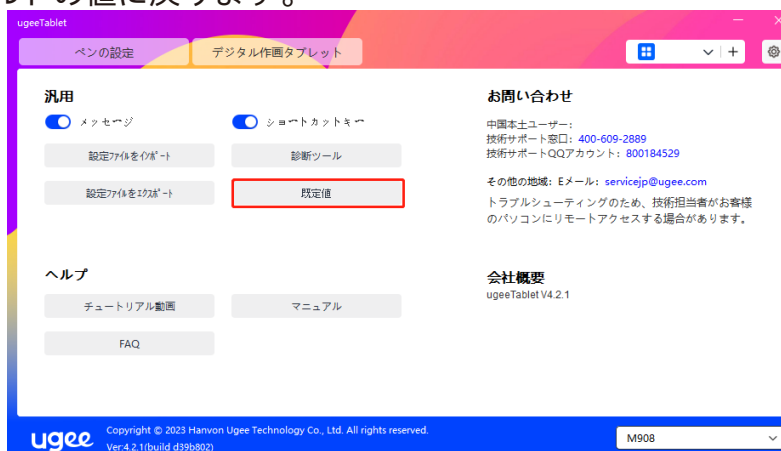 の値に戻ります。
ugeeTablet
ペンの設定
デジタル作画タブレット
汎用
メッセージ
ショートカットキー
設定ファイルをインポート
診断ツール
設定ファイルをエクスポート
既定値
ヘルプ
チュートリアル動画
マニュアル
FAQ
お問い合わせ
中国本土ユーザー:
技術サポート窓口: 400-609-2889
技術サポートQQアカウント: 800184529
その他の地域: Eメール: servicejp@ugee.com
トラブルシューティングのため、技術担当者がお客様
のパソコンにリモートアクセスする場合があります。
会社概要
ugeeTablet V4.2.1
ugee
Copyright © 2023 Hanvon Ugee Technology Co., Ltd. All rights reserved.
Ver:4.2.1(build d39b802)
M908